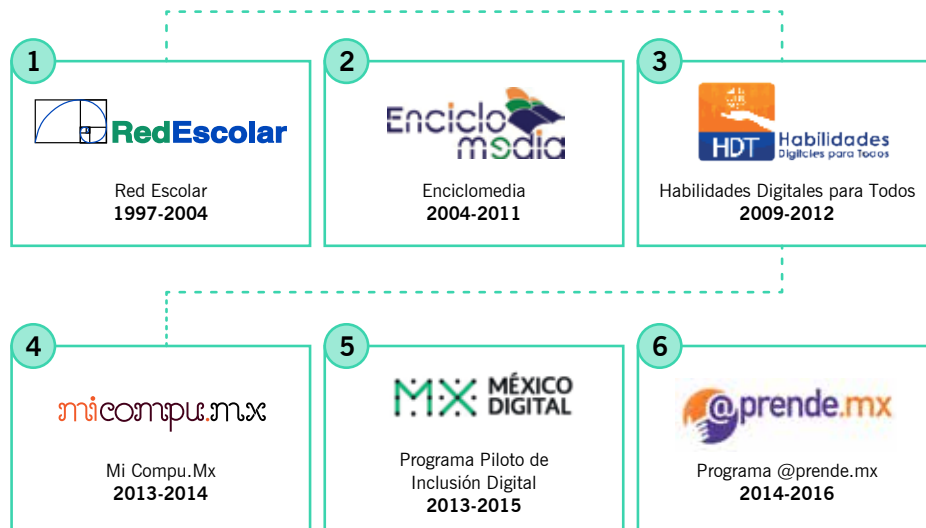 1
RedEscolar
Red Escolar
1997-2004
2
Enciclo
media
Enciclomedia
2004-2011
3
HDT
Habilidades
Digitales para Todos
Habilidades Digitales para Todos
2009-2012
4
micompu.mx
Mi Compu.Mx
2013-2014
5
MX
MÉXICO
DIGITAL
Programa Piloto de
Inclusión Digital
2013-2015
6
@prende.mx
Programa @prende.mx
2014-2016